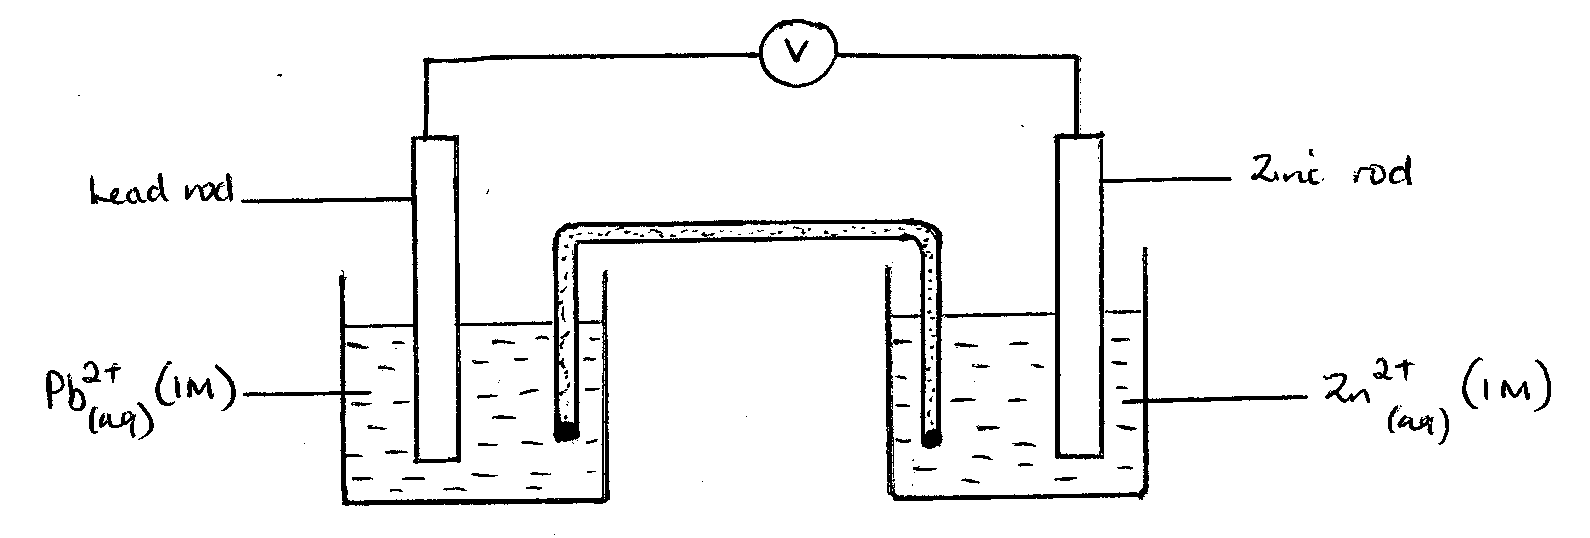 V
Lead rod
Zinc rod
Pb²⁺(aq) (1M)
Zn²⁺(aq) (1M)